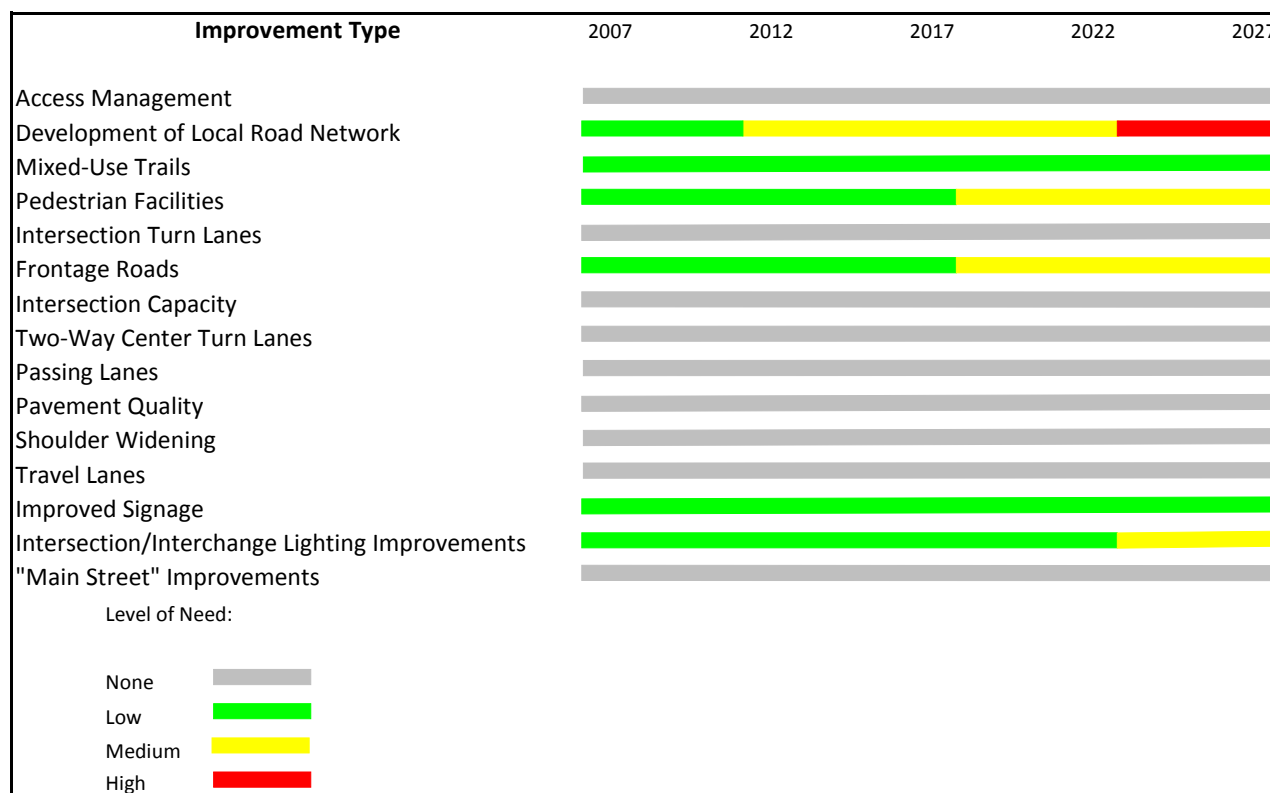 Improvement Type 2007 2012 2017 2022 2027
Access Management
Development of Local Road Network
Mixed-Use Trails
Pedestrian Facilities
Intersection Turn Lanes
Frontage Roads
Intersection Capacity
Two-Way Center Turn Lanes
Passing Lanes
Pavement Quality
Shoulder Widening
Travel Lanes
Improved Signage
Intersection/Interchange Lighting Improvements
"Main Street" Improvements
Level of Need:
None
Low
Medium
High